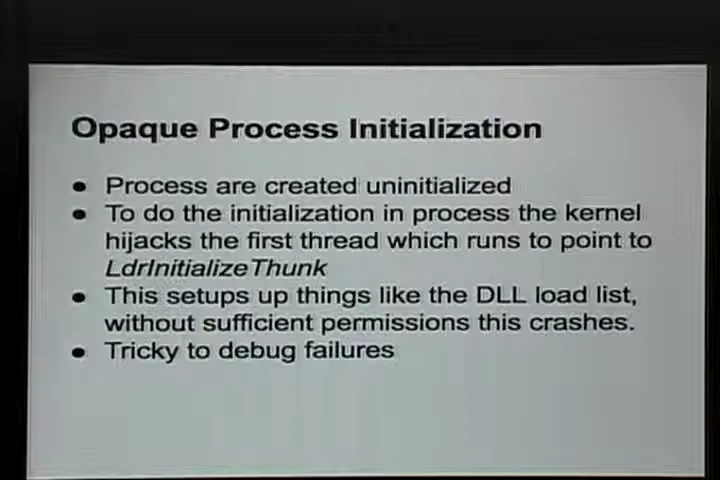 Opaque Process Initialization
● Process are created uninitialized
● To do the initialization in process the kernel
hijacks the first thread which runs to point to
LdrInitializeThunk
● This setups up things like the DLL load list,
without sufficient permissions this crashes.
● Tricky to debug failures